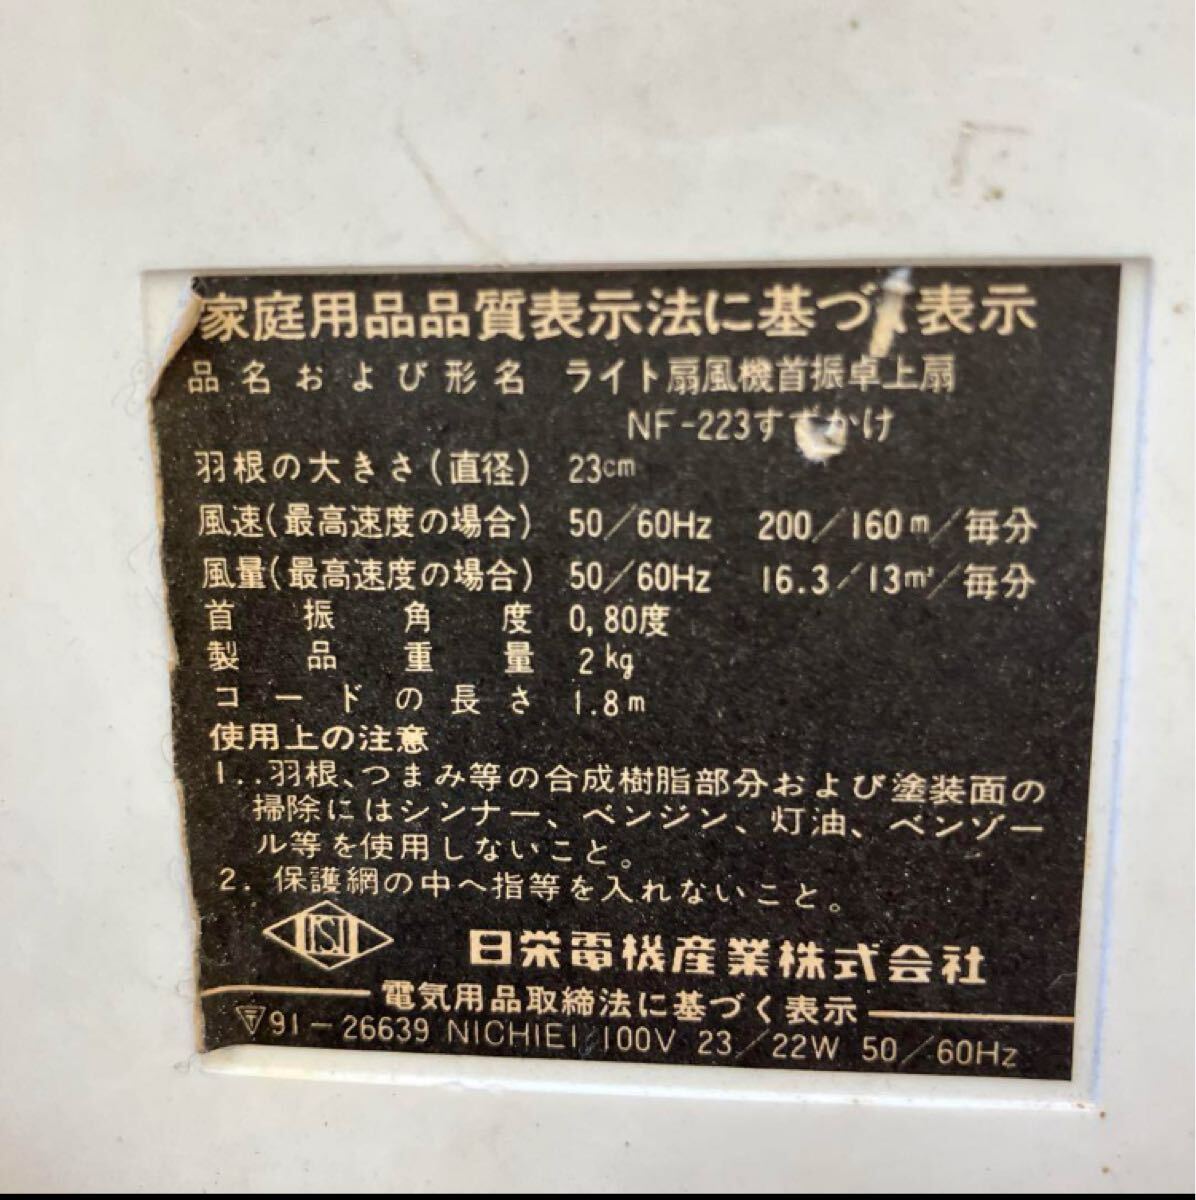 家庭用品品質表示法に基づく表示
品名および形名 ライト扇風機首振卓上扇
NF-223すずかけ
羽根の大きさ(直径) 23cm
風速(最高速度の場合) 50/60Hz 200/160m/毎分
風量(最高速度の場合) 50/60Hz 16.3/13m³/毎分
首振角度 0,80度
製品重量 2kg
コードの長さ 1.8m
使用上の注意
1..羽根、つまみ等の合成樹脂部分および塗装面の
掃除にはシンナー、ベンジン、灯油、ベンゾー
ル等を使用しないこと。
2. 保護網の中へ指等を入れないこと。
日栄電機産業株式会社
電気用品取締法に基づく表示
〒91-26639 NICHIEI 100V 23/22W 50/60Hz